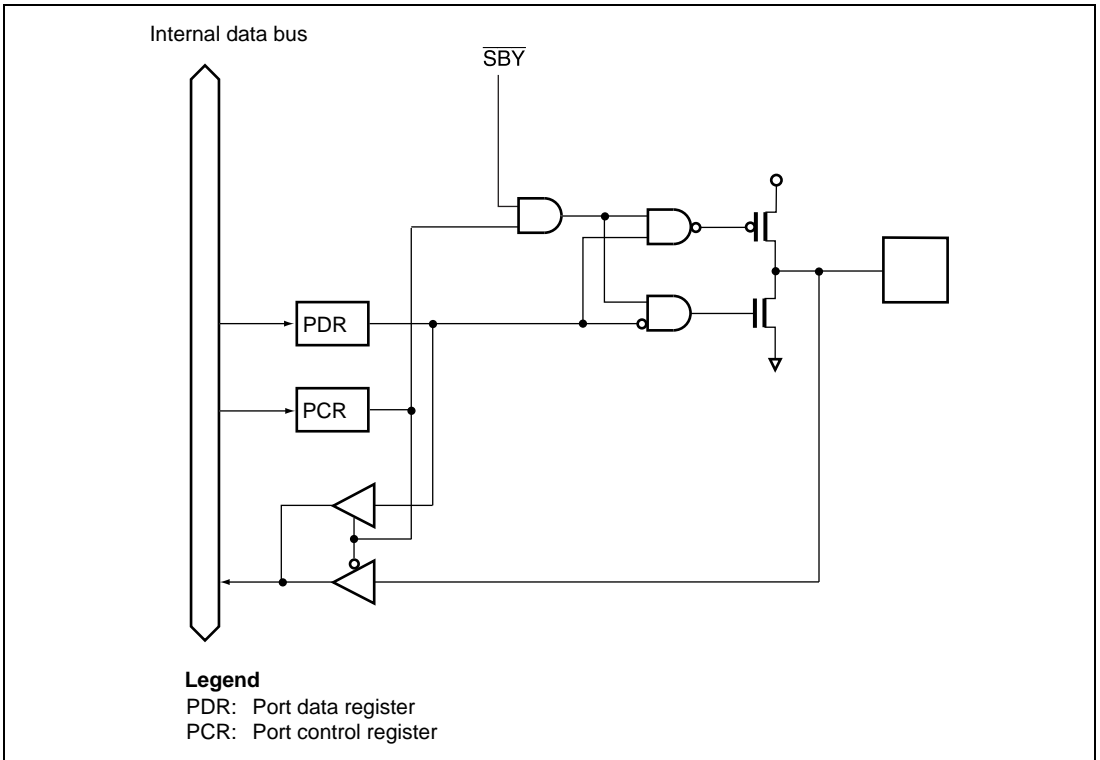 Internal data bus
SBY
PDR
PCR
Legend
PDR: Port data register
PCR: Port control register